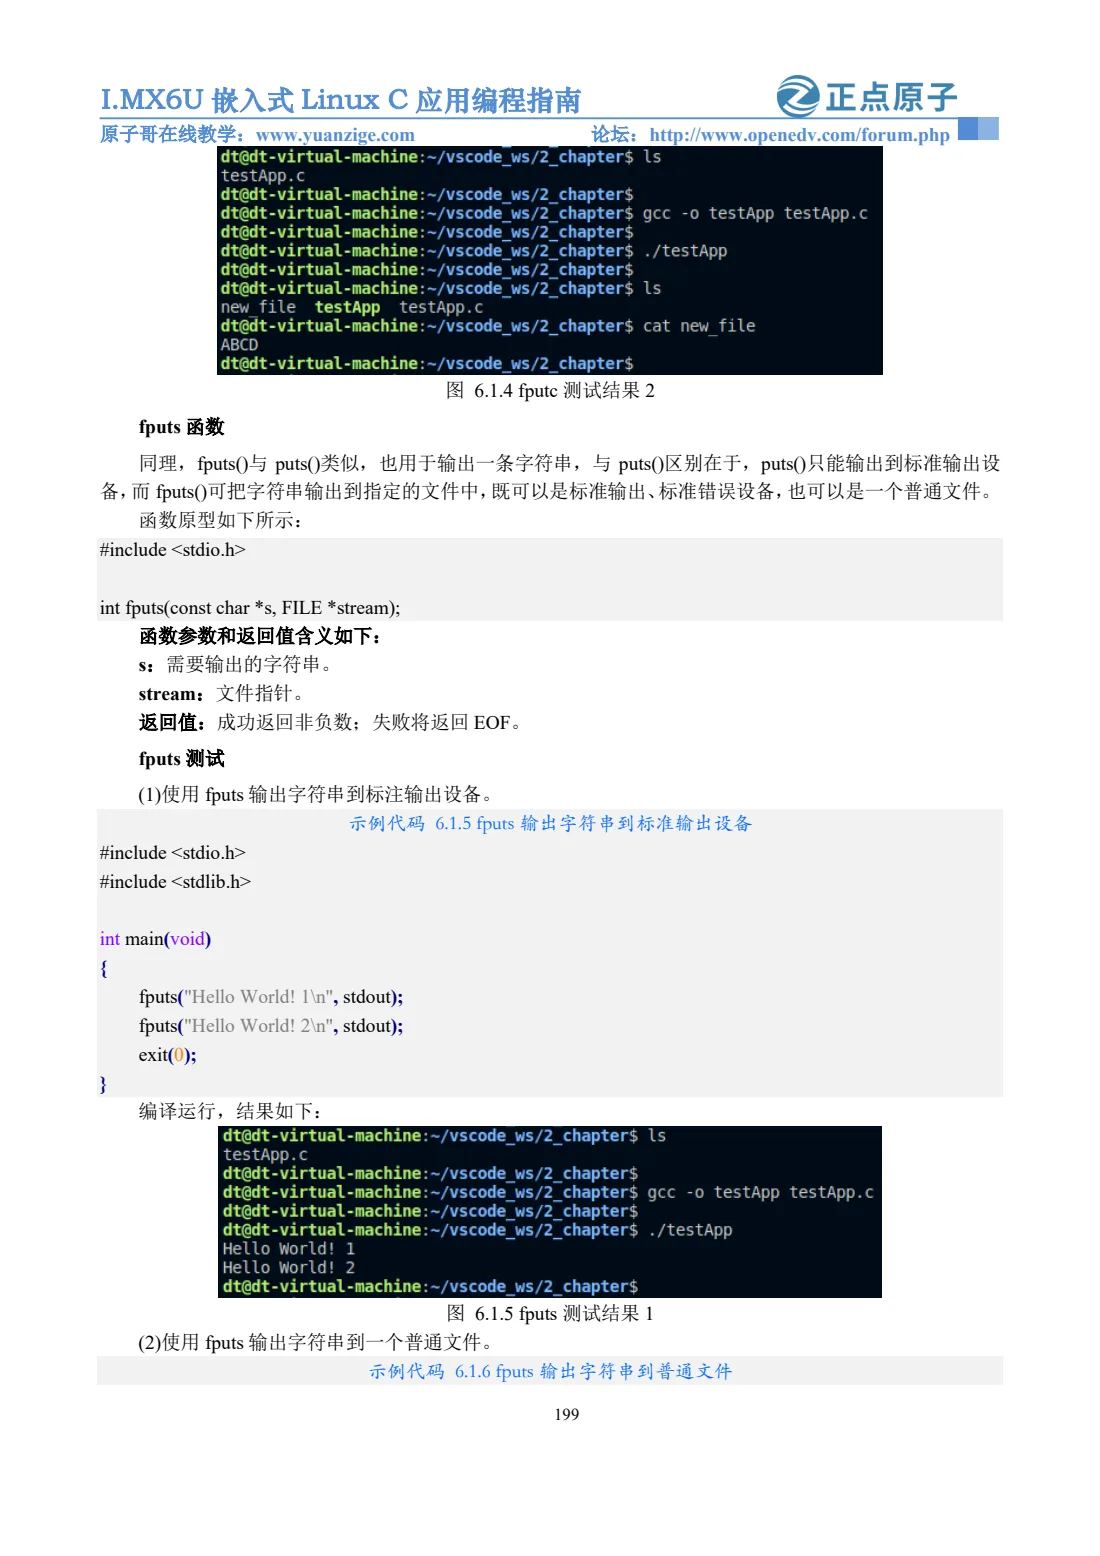 I.MX6U 嵌入式 Linux C 应用编程指南
正点原子
原子哥在线教学：www.yuanzige.com 论坛：http://www.openedv.com/forum.php
dt@dt-virtual-machine:~/vscode_ws/2_chapter$ ls
testApp.c
dt@dt-virtual-machine:~/vscode_ws/2_chapter$
dt@dt-virtual-machine:~/vscode_ws/2_chapter$ gcc -o testApp testApp.c
dt@dt-virtual-machine:~/vscode_ws/2_chapter$
dt@dt-virtual-machine:~/vscode_ws/2_chapter$ ./testApp
dt@dt-virtual-machine:~/vscode_ws/2_chapter$
dt@dt-virtual-machine:~/vscode_ws/2_chapter$ ls
new_file testApp testApp.c
dt@dt-virtual-machine:~/vscode_ws/2_chapter$ cat new_file
ABCD
dt@dt-virtual-machine:~/vscode_ws/2_chapter$
图 6.1.4 fputc 测试结果 2
fputs 函数
同理，fputs()与 puts()类似，也用于输出一条字符串，与 puts()区别在于，puts()只能输出到标准输出设
备，而 fputs()可把字符串输出到指定的文件中，既可以是标准输出、标准错误设备，也可以是一个普通文件。
函数原型如下所示：
#include <stdio.h>
int fputs(const char *s, FILE *stream);
函数参数和返回值含义如下：
s：需要输出的字符串。
stream：文件指针。
返回值：成功返回非负数；失败将返回 EOF。
fputs 测试
(1)使用 fputs 输出字符串到标注输出设备。
示例代码 6.1.5 fputs 输出字符串到标准输出设备
#include <stdio.h>
#include <stdlib.h>
int main(void)
{
fputs("Hello World! 1\n", stdout);
fputs("Hello World! 2\n", stdout);
exit(0);
}
编译运行，结果如下：
dt@dt-virtual-machine:~/vscode_ws/2_chapter$ ls
testApp.c
dt@dt-virtual-machine:~/vscode_ws/2_chapter$
dt@dt-virtual-machine:~/vscode_ws/2_chapter$ gcc -o testApp testApp.c
dt@dt-virtual-machine:~/vscode_ws/2_chapter$
dt@dt-virtual-machine:~/vscode_ws/2_chapter$ ./testApp
Hello World! 1
Hello World! 2
dt@dt-virtual-machine:~/vscode_ws/2_chapter$
图 6.1.5 fputs 测试结果 1
(2)使用 fputs 输出字符串到一个普通文件。
示例代码 6.1.6 fputs 输出字符串到普通文件
199